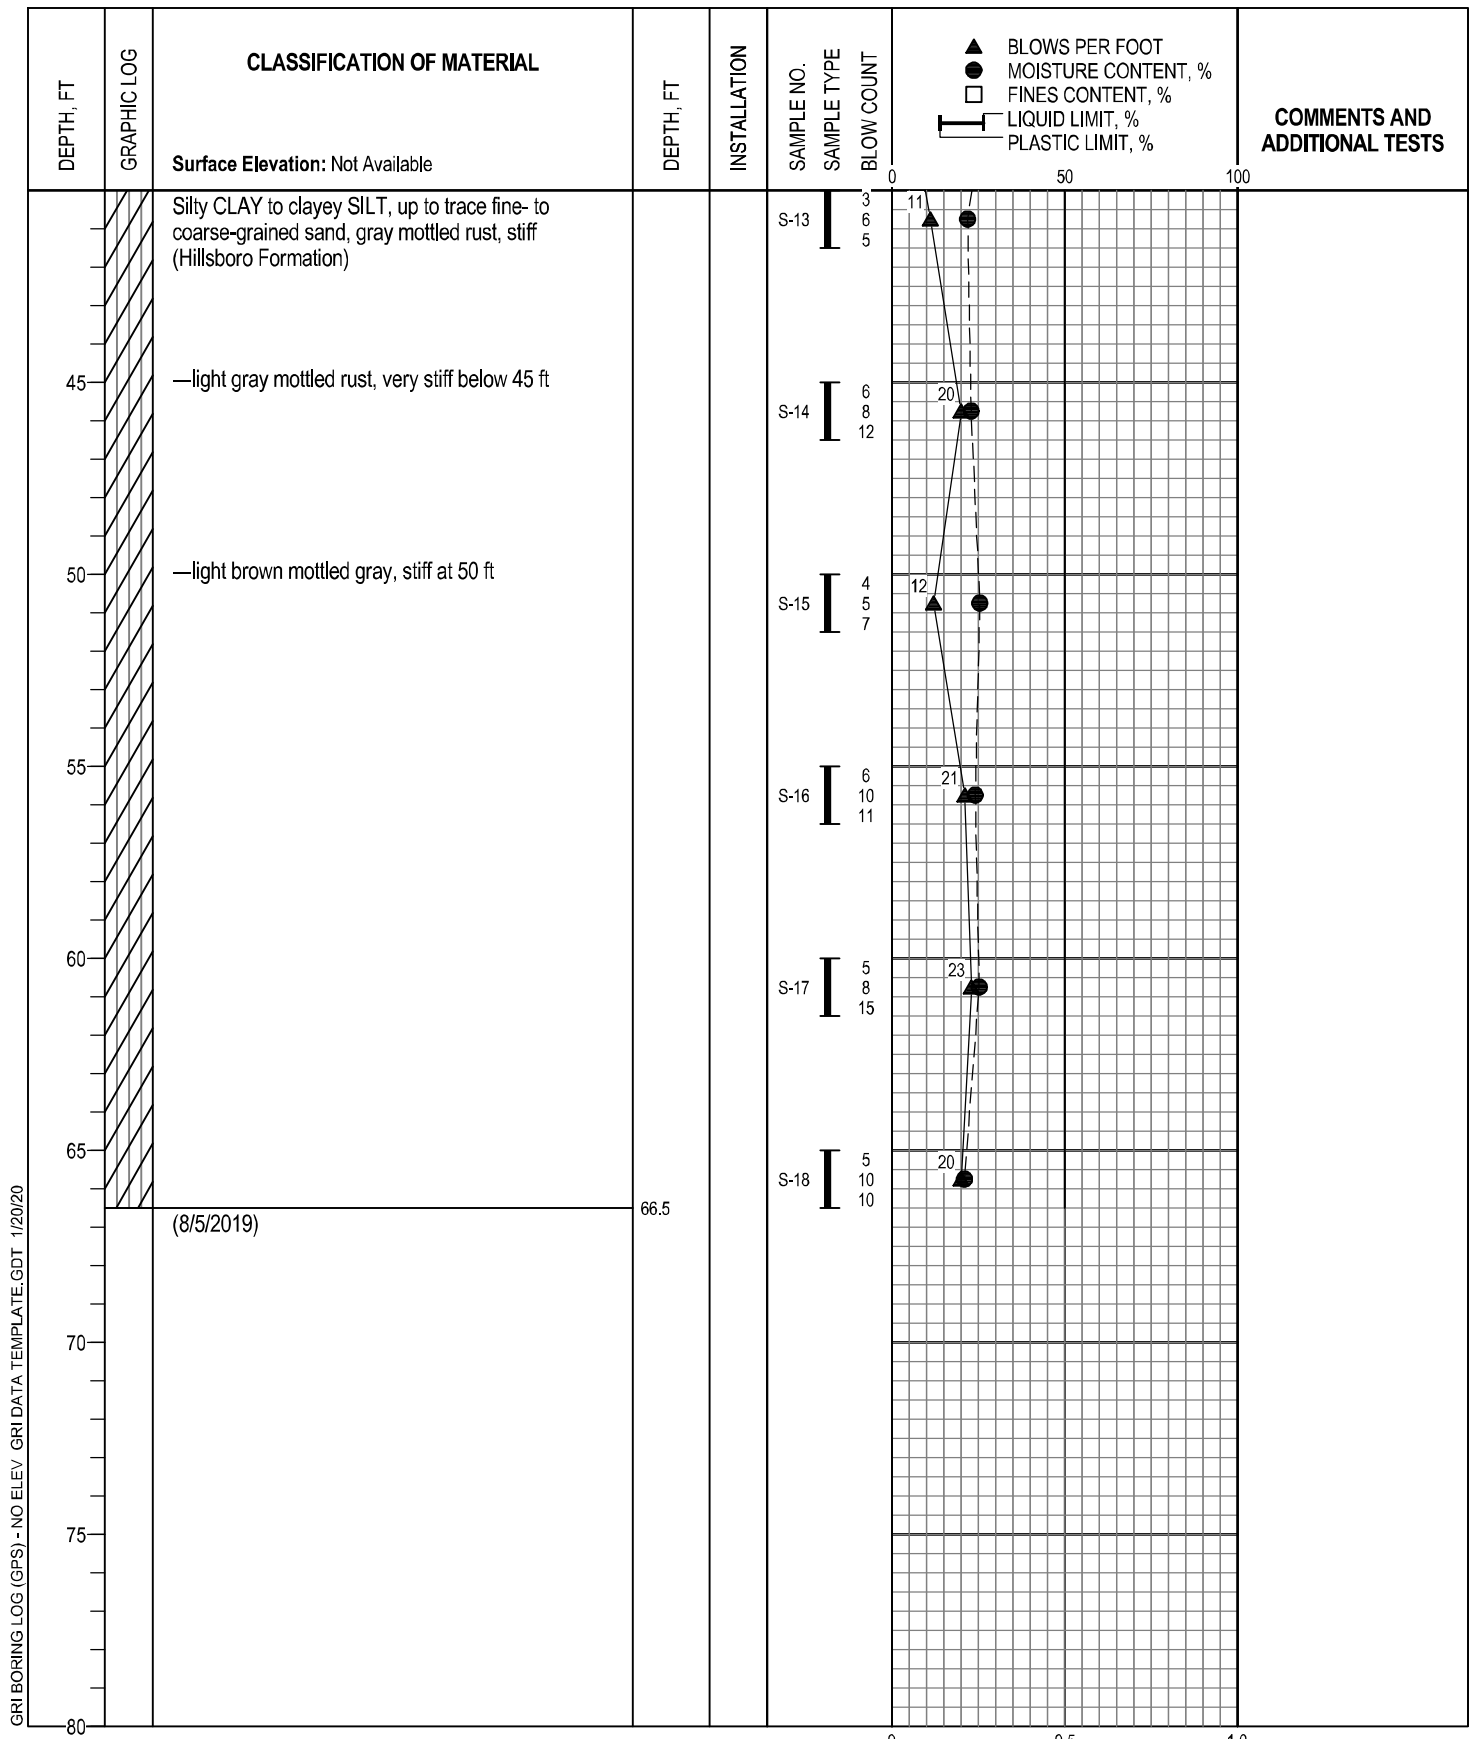 DEPTH, FT
GRAPHIC LOG
CLASSIFICATION OF MATERIAL
Surface Elevation: Not Available
DEPTH, FT
INSTALLATION
SAMPLE NO.
SAMPLE TYPE
BLOW COUNT
BLOWS PER FOOT
MOISTURE CONTENT, %
FINES CONTENT, %
LIQUID LIMIT, %
PLASTIC LIMIT, %
0 50 100
COMMENTS AND
ADDITIONAL TESTS
Silty CLAY to clayey SILT, up to trace fine- to
coarse-grained sand, gray mottled rust, stiff
(Hillsboro Formation)
S-13
3
6
5
11
45
—light gray mottled rust, very stiff below 45 ft
S-14
6
8
12
20
50
—light brown mottled gray, stiff at 50 ft
S-15
4
5
7
12
55
S-16
6
10
11
21
60
S-17
5
8
15
23
65
S-18
5
10
10
20
66.5
(8/5/2019)
70
75
80
GRI BORING LOG (GPS) - NO ELEV GRI DATA TEMPLATE.GDT 1/20/20